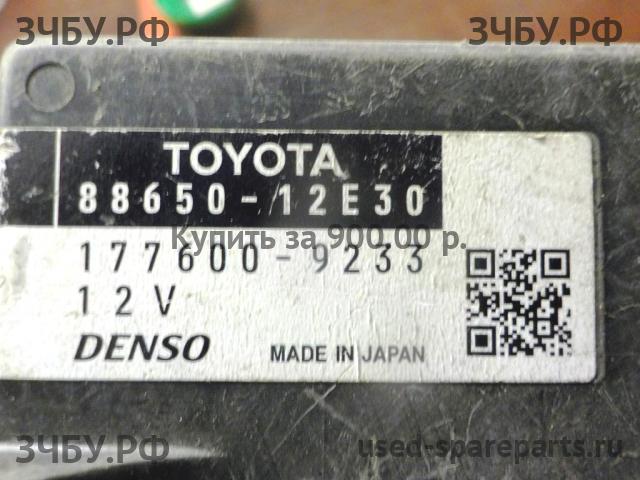 ЗЧБУ.РФ
ЗЧБУ.РФ
TOYOTA
88650-12E30
Купить за 900.00 р.
177600-9233
12V
DENSO
MADE IN JAPAN
ЗЧБУ.РФ
used-spareparts.ru